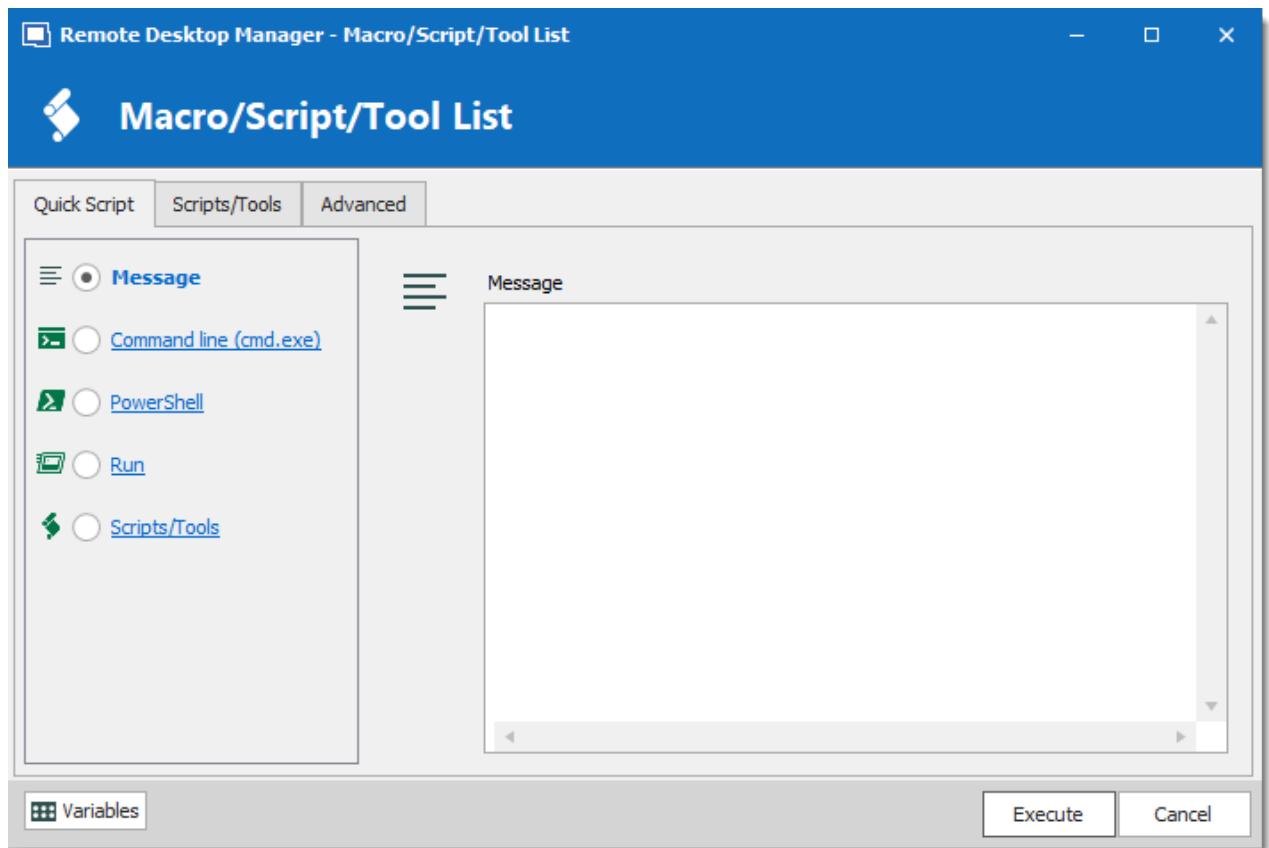 Remote Desktop Manager - Macro/Script/Tool List
Macro/Script/Tool List
Quick Script Scripts/Tools Advanced
Message
Command line (cmd.exe)
PowerShell
Run
Scripts/Tools
Message
Variables
Execute Cancel